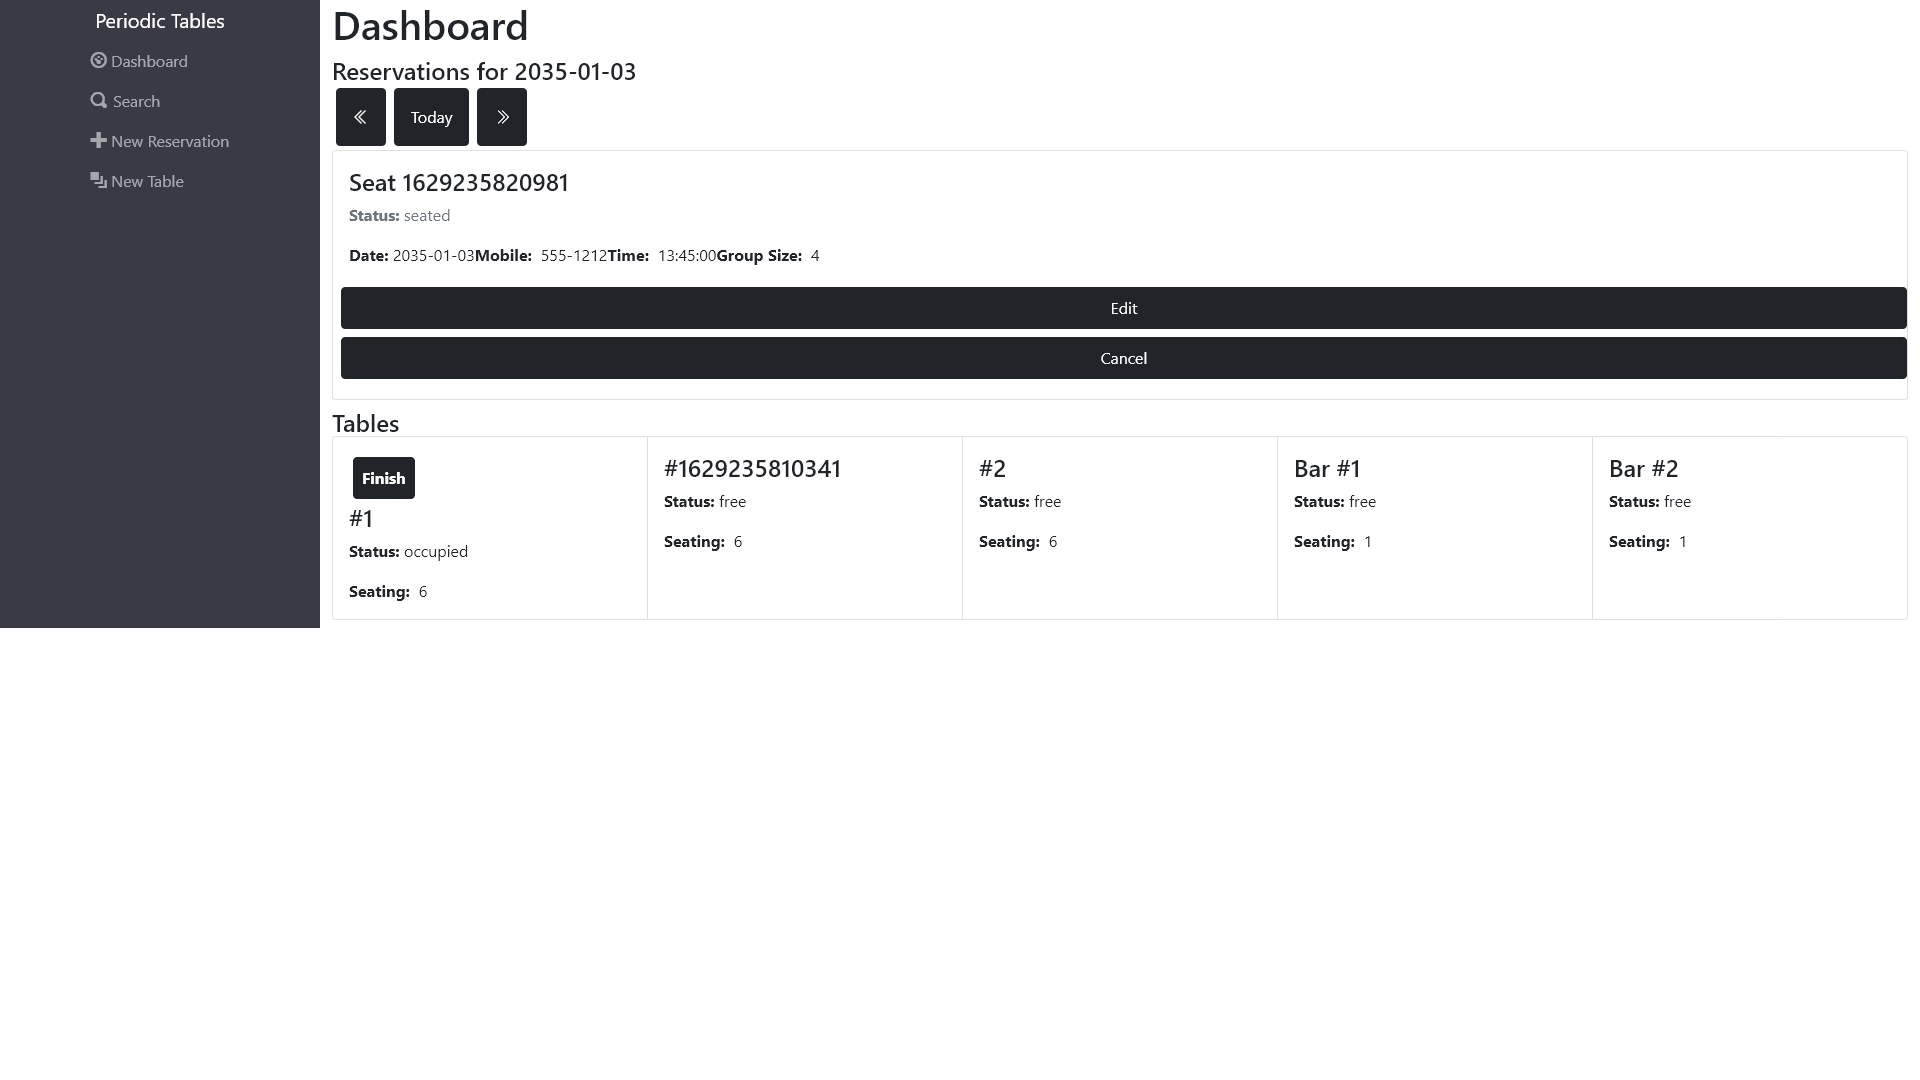 Periodic Tables
Dashboard
Search
New Reservation
New Table
Dashboard
Reservations for 2035-01-03
Today
Seat 1629235820981
Status: seated
Date: 2035-01-03Mobile: 555-1212Time: 13:45:00Group Size: 4
Edit
Cancel
Tables
Finish
#1
Status: occupied
Seating: 6
#1629235810341
Status: free
Seating: 6
#2
Status: free
Seating: 6
Bar #1
Status: free
Seating: 1
Bar #2
Status: free
Seating: 1